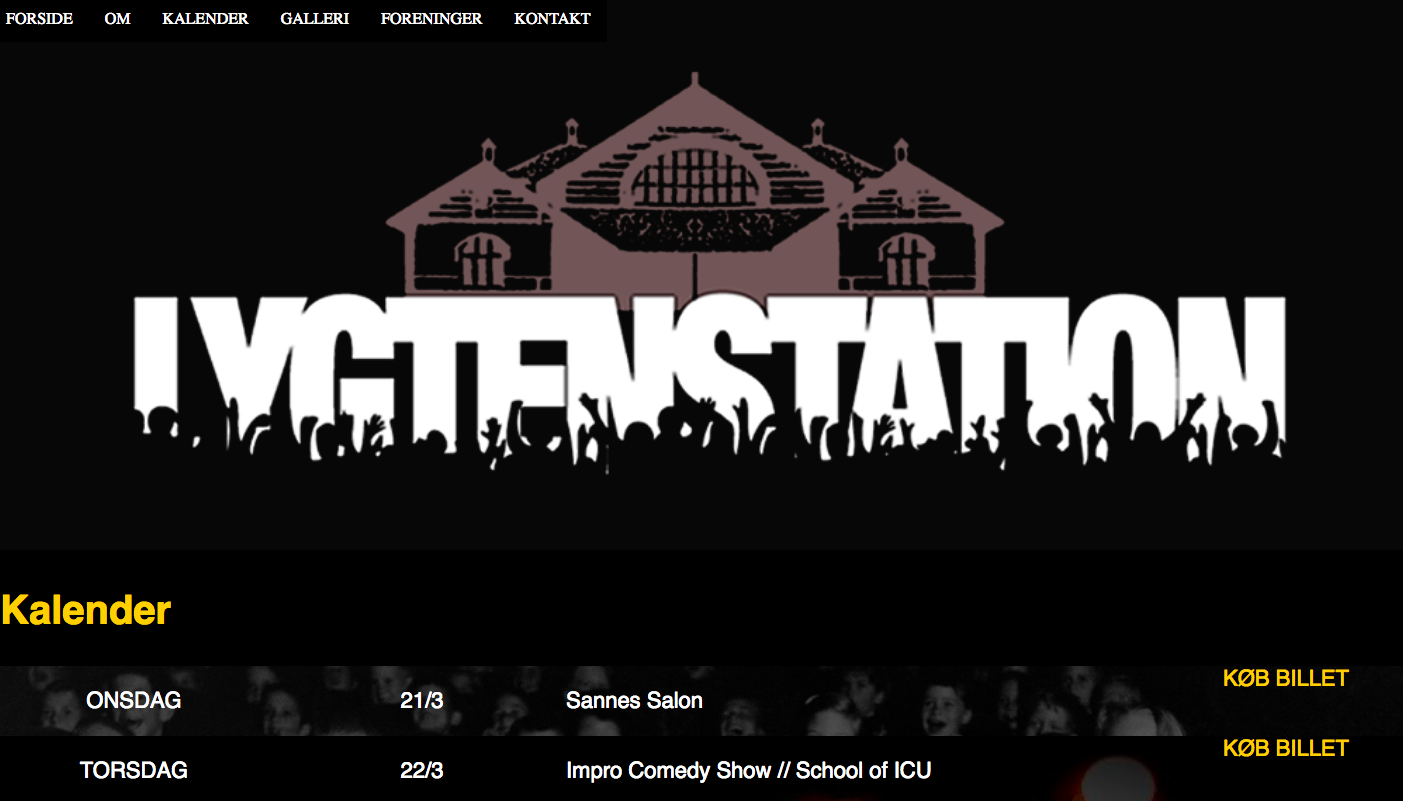 FORSIDE OM KALENDER GALLERI FORENINGER KONTAKT
LYGTENSTATION
Kalender
ONSDAG 21/3 Sannes Salon KØB BILLET
TORSDAG 22/3 Impro Comedy Show // School of ICU KØB BILLET